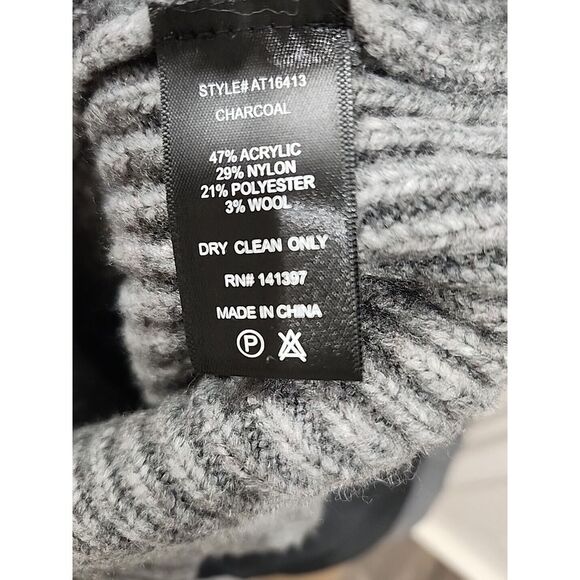 STYLE# AT16413
CHARCOAL
47% ACRYLIC
29% NYLON
21% POLYESTER
3% WOOL
DRY CLEAN ONLY
RN# 141397
MADE IN CHINA
P